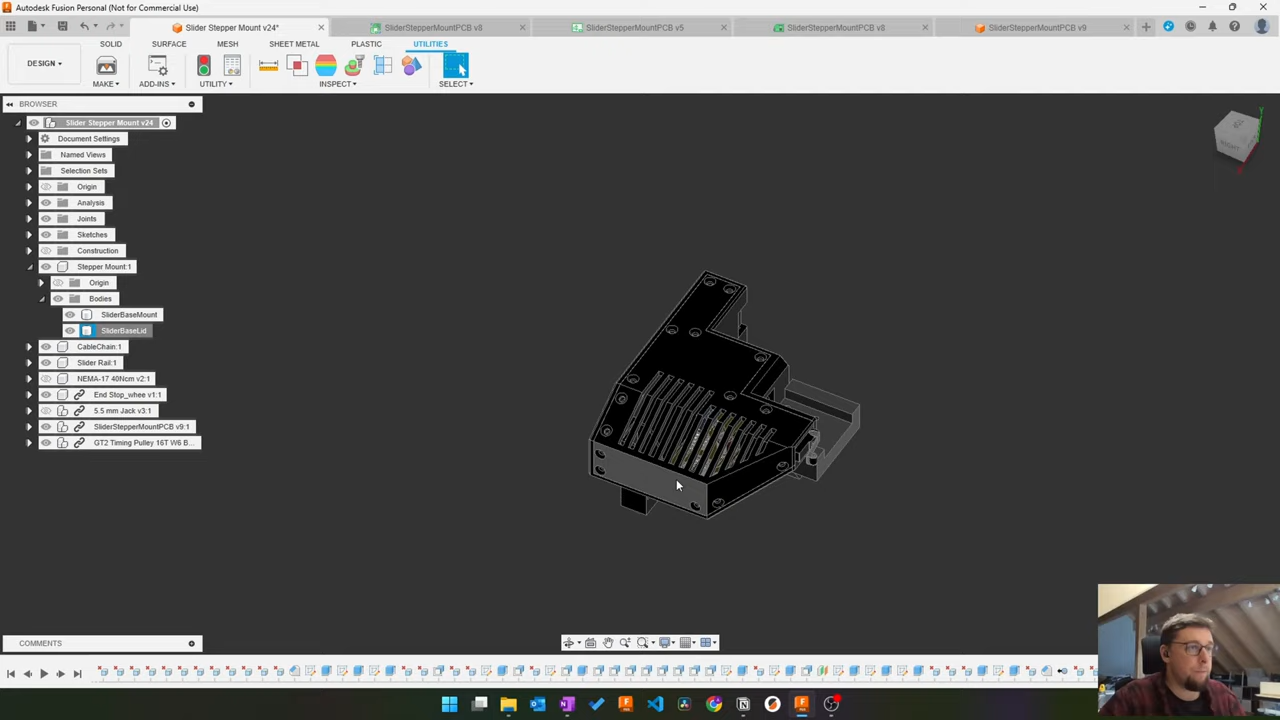 Autodesk Fusion Personal (Not for Commercial Use)
Slider Stepper Mount v24*
SliderStepperMountPCB v8
SliderStepperMountPCB v5
SliderStepperMountPCB v8
SliderStepperMountPCB v9
SOLID
SURFACE
MESH
SHEET METAL
PLASTIC
UTILITIES
DESIGN
MAKE
ADD-INS
UTILITY
INSPECT
SELECT
BROWSER
Slider Stepper Mount v24
Document Settings
Named Views
Selection Sets
Origin
Analysis
Joints
Sketches
Construction
Stepper Mount:1
Origin
Bodies
SliderBaseMount
SliderBaseLid
CableChain:1
Slider Rail:1
NEMA-17 40Ncm v2:1
End Stop_whee v1:1
5.5 mm Jack v3:1
SliderStepperMountPCB v9:1
GT2 Timing Pulley 16T W6 B...
RIGHT
COMMENTS